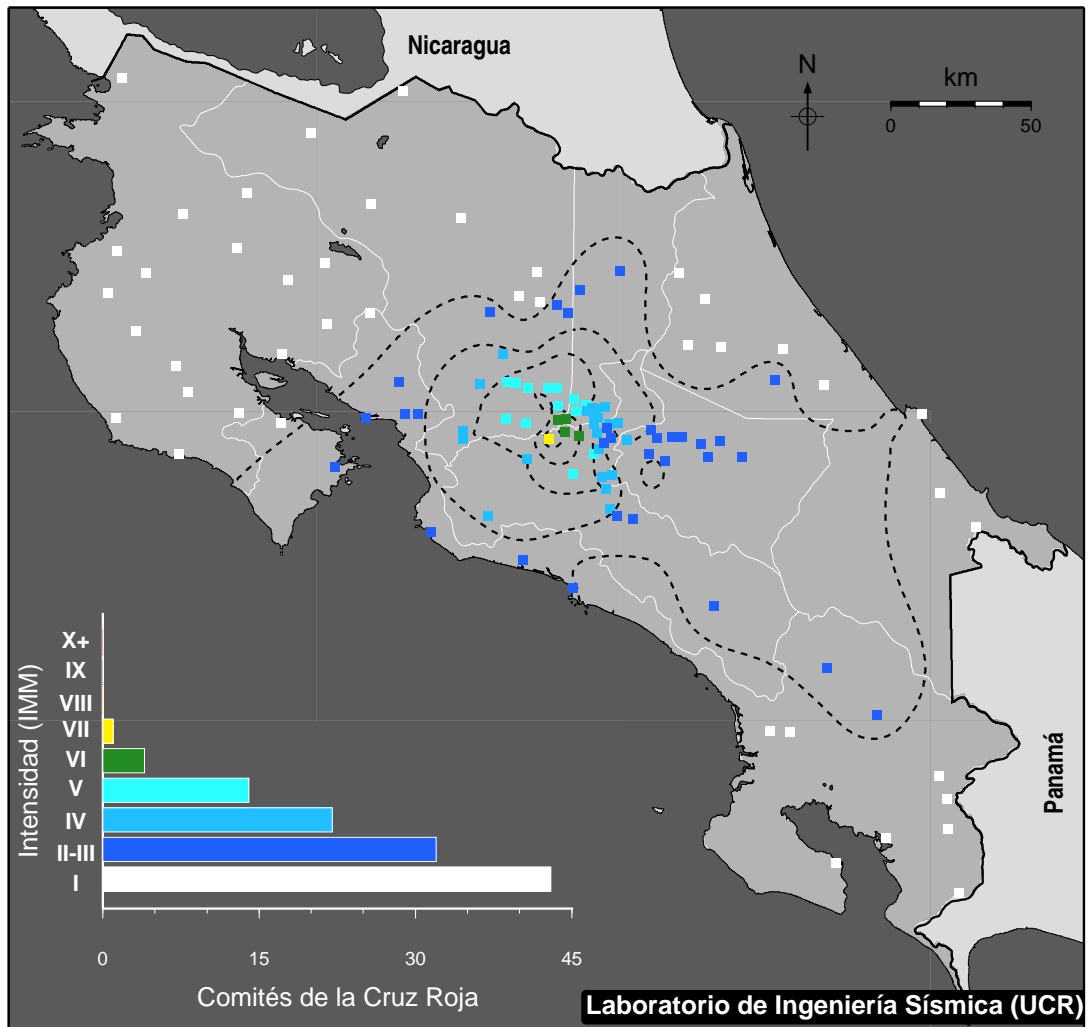 Nicaragua
N
km
0 50
Panamá
Intensidad (IMM)
X+
IX
VIII
VII
VI
V
IV
II-III
I
0 15 30 45
Comités de la Cruz Roja
Laboratorio de Ingeniería Sísmica (UCR)